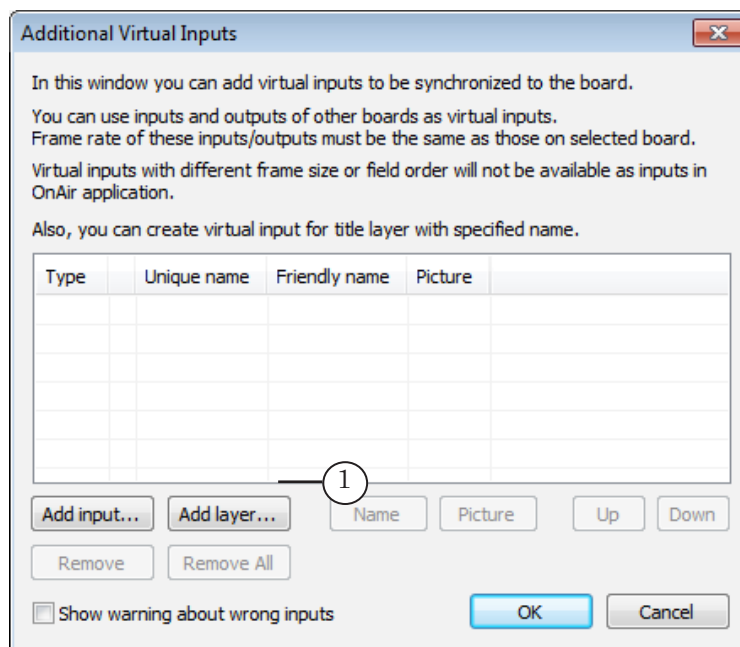 Additional Virtual Inputs
In this window you can add virtual inputs to be synchronized to the board.
You can use inputs and outputs of other boards as virtual inputs.
Frame rate of these inputs/outputs must be the same as those on selected board.
Virtual inputs with different frame size or field order will not be available as inputs in
OnAir application.
Also, you can create virtual input for title layer with specified name.
Type Unique name Friendly name Picture
1
Add input... Add layer... Name Picture Up Down
Remove Remove All
Show warning about wrong inputs OK Cancel